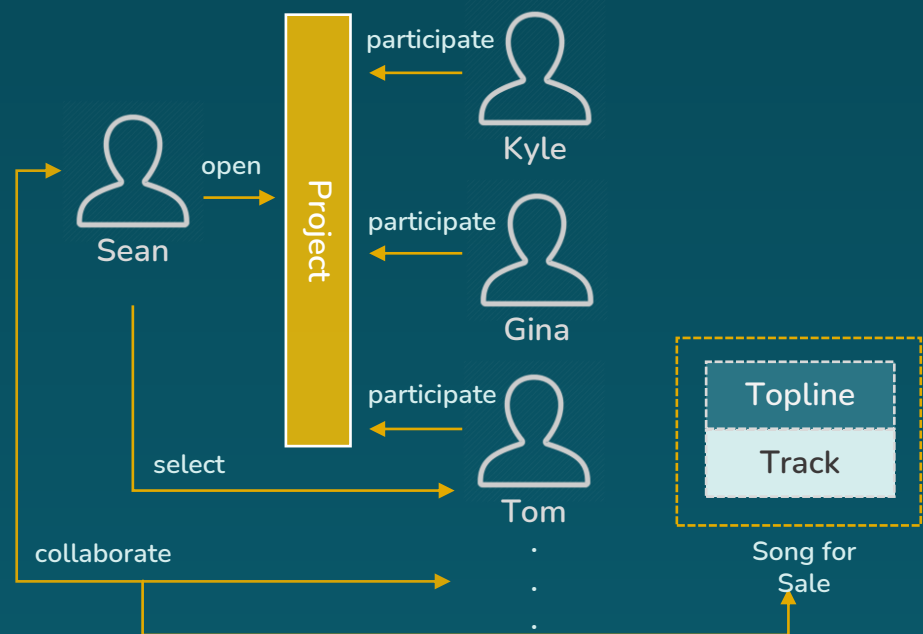 participate
Kyle
open
Sean
Project
participate
Gina
participate
Topline
Track
select
Tom
collaborate
Song for
Sale